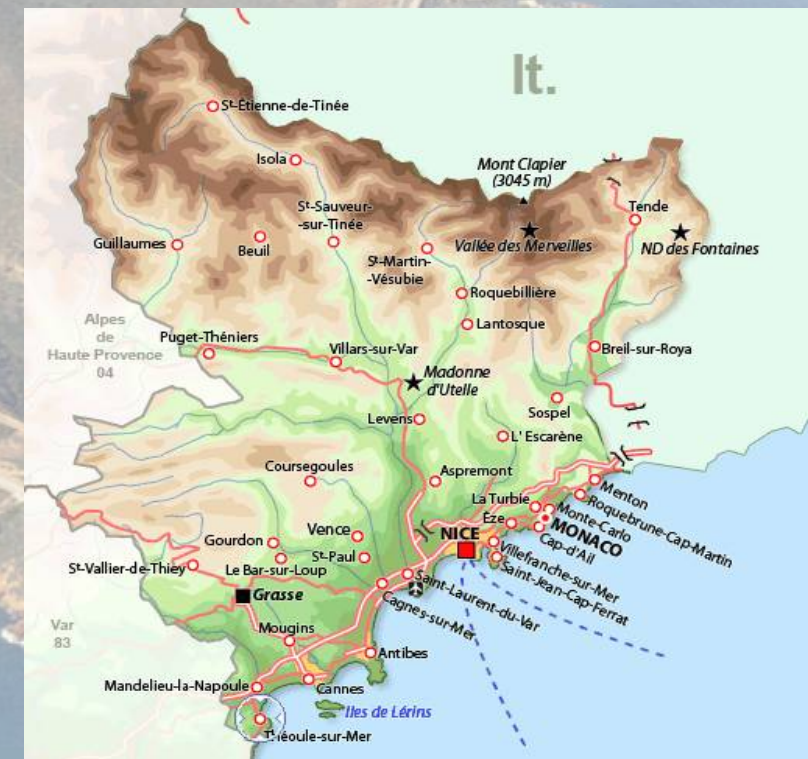 It.
St-Étienne-de-Tinée
Isola
Mont Clapier
(3045 m)
St-Sauveur-
-sur-Tinée
Tende
Guillaumes
Beuil
St-Martin-
-Vésubie
Vallée des Merveilles
ND des Fontaines
Roquebillière
Alpes
de
Haute Provence
04
Lantosque
Puget-Théniers
Villars-sur-Var
Breil-sur-Roya
Madonne
d'Utelle
Levens
Sospel
L' Escarène
Coursegoules
Aspremont
Menton
La Turbie
Roquebrune-Cap-Martin
Monte-Carlo
Èze
MONACO
Cap-d'Ail
Vence
NICE
Gourdon
St-Paul
Villefranche-sur-Mer
St-Vallier-de-Thiey
Le Bar-sur-Loup
Saint-Jean-Cap-Ferrat
Saint-Laurent-du-Var
Grasse
Cagnes-sur-Mer
Var
83
Mougins
Antibes
Mandelieu-la-Napoule
Cannes
Iles de Lérins
Théoule-sur-Mer